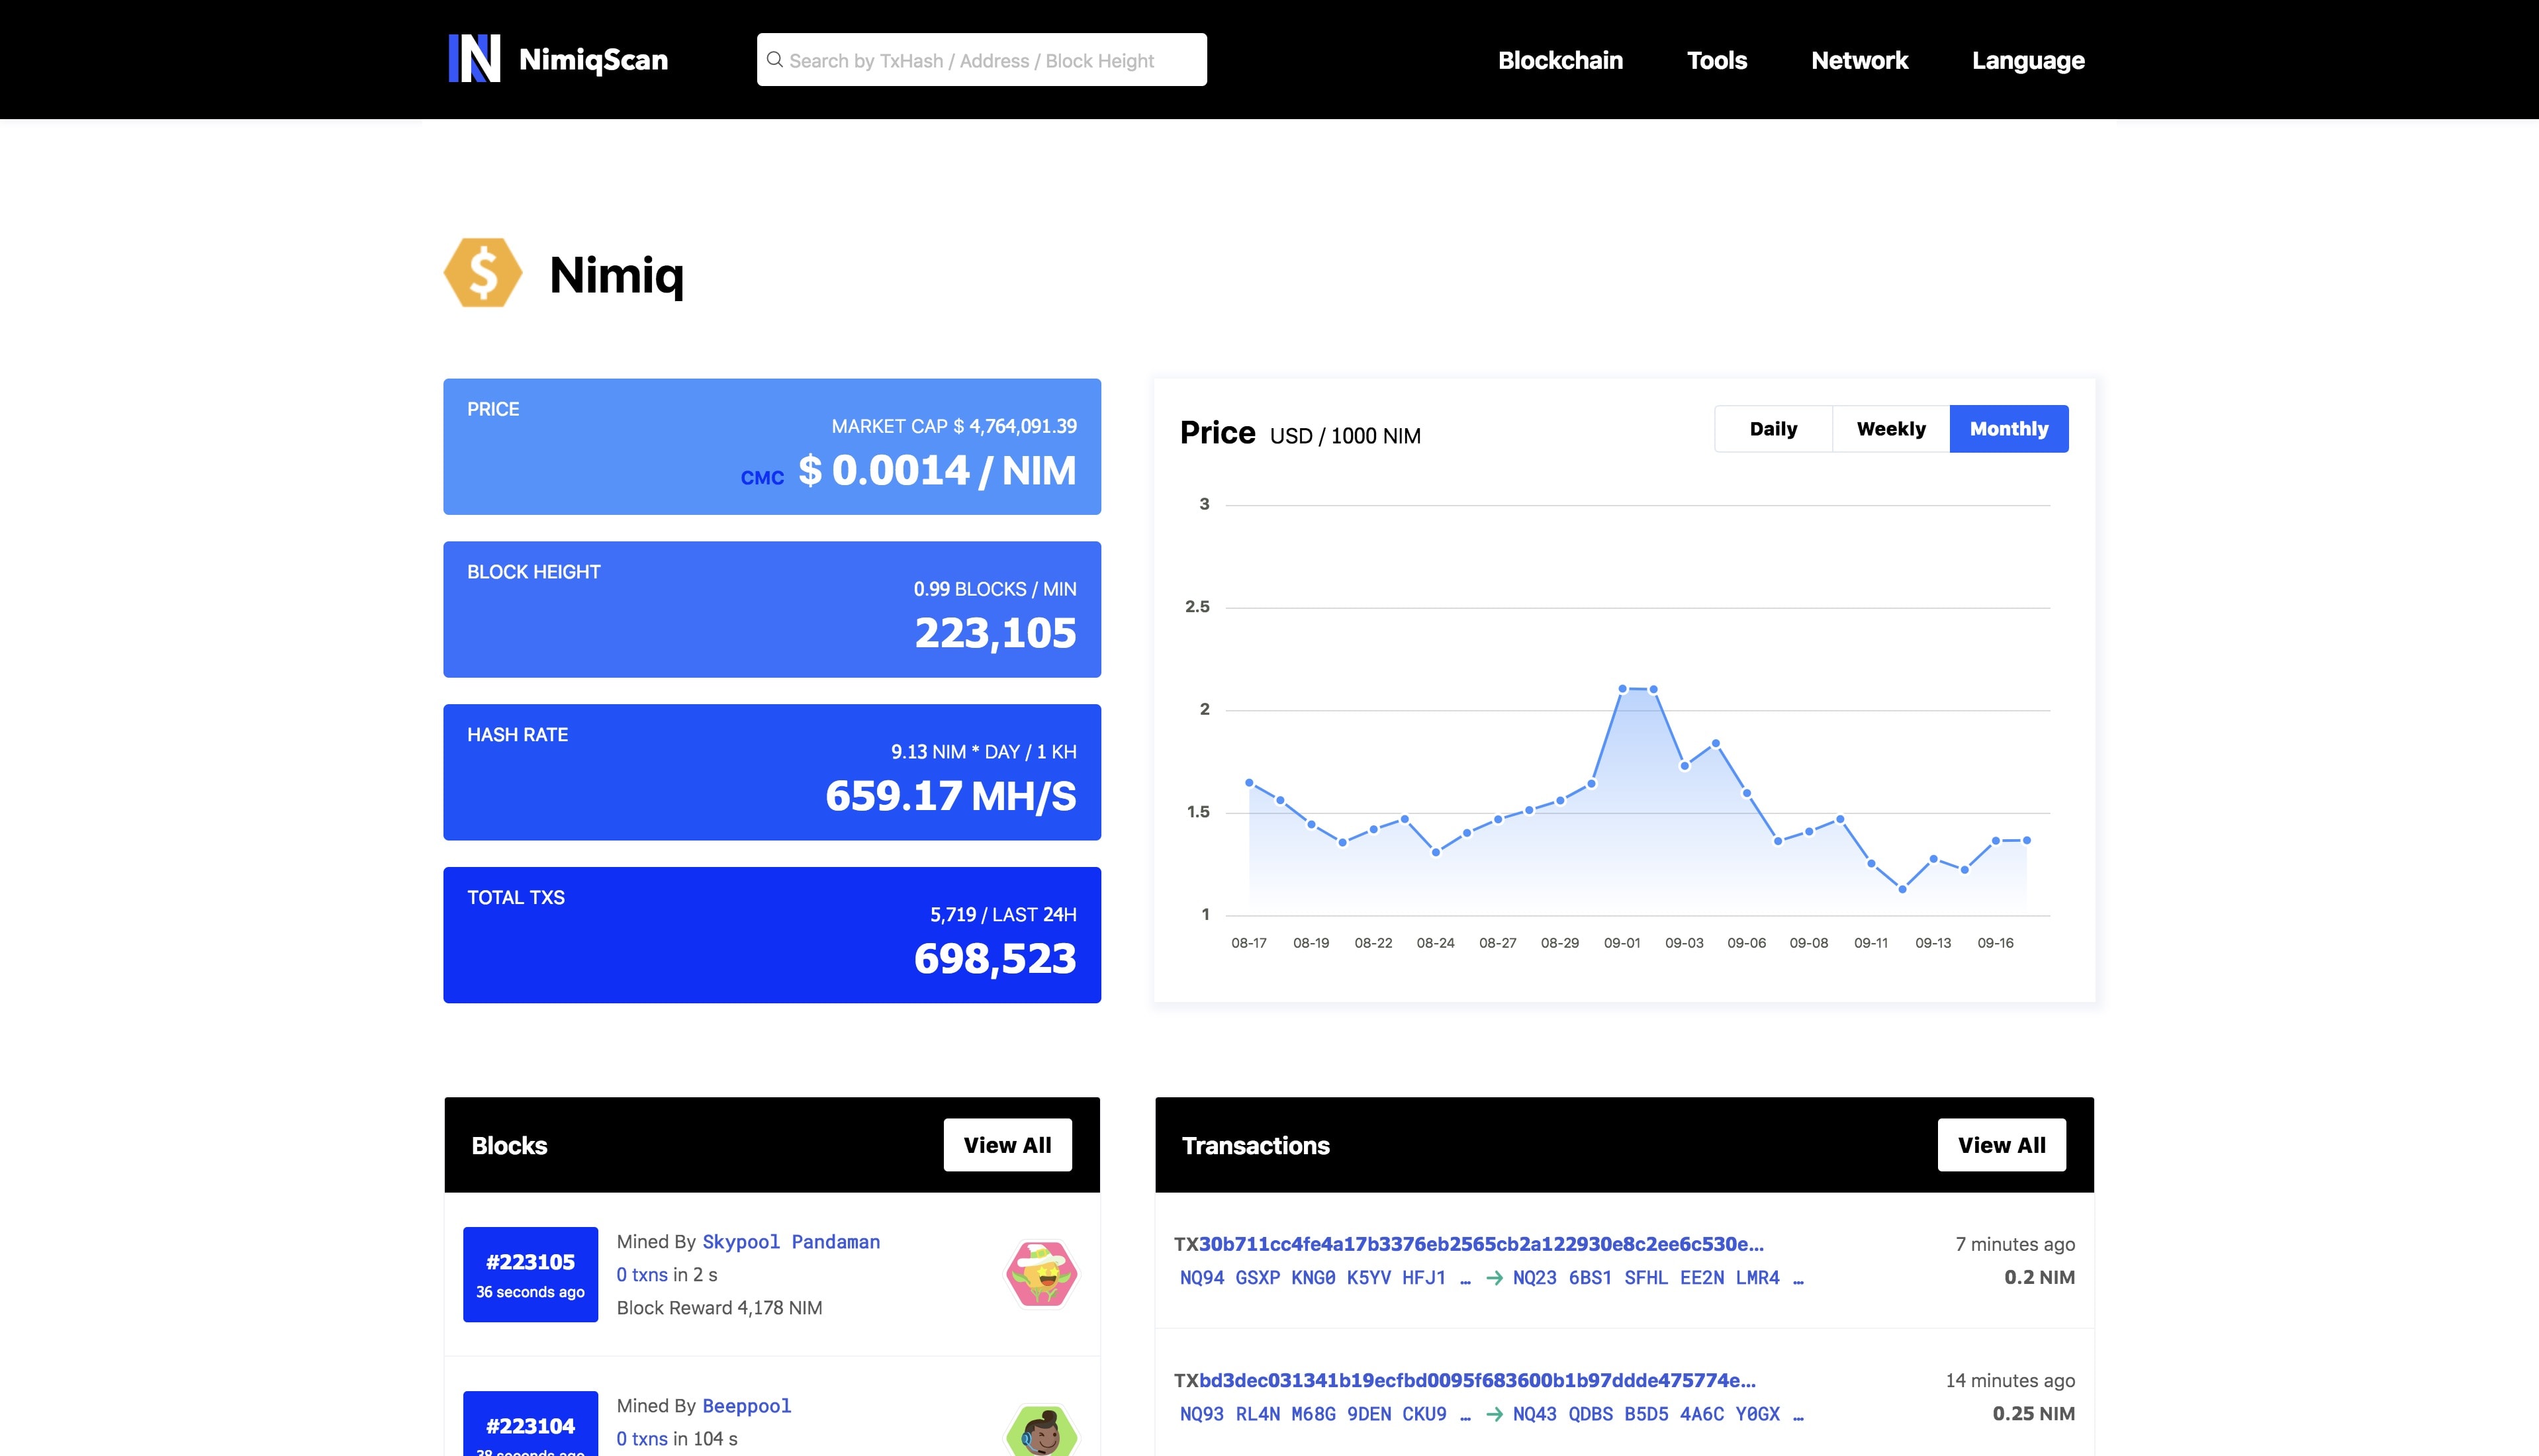 NimiqScan
Search by TxHash / Address / Block Height
Blockchain Tools Network Language
Nimiq
PRICE
MARKET CAP $ 4,764,091.39
CMC $ 0.0014 / NIM
BLOCK HEIGHT
0.99 BLOCKS / MIN
223,105
HASH RATE
9.13 NIM * DAY / 1 KH
659.17 MH/S
TOTAL TXS
5,719 / LAST 24H
698,523
Price USD / 1000 NIM
Daily Weekly Monthly
3
2.5
2
1.5
1
08-17 08-19 08-22 08-24 08-27 08-29 09-01 09-03 09-06 09-08 09-11 09-13 09-16
Blocks
View All
#223105
36 seconds ago
Mined By Skypool Pandaman
0 txns in 2 s
Block Reward 4,178 NIM
#223104
38 seconds ago
Mined By Beeppool
0 txns in 104 s
Transactions
View All
TX30b711cc4fe4a17b3376eb2565cb2a122930e8c2ee6c530e...
7 minutes ago
NQ94 GSXP KNG0 K5YV HFJ1 … → NQ23 6BS1 SFHL EE2N LMR4 …
0.2 NIM
TXbd3dec031341b19ecfbd0095f683600b1b97ddde475774e...
14 minutes ago
NQ93 RL4N M68G 9DEN CKU9 … → NQ43 QDBS B5D5 4A6C Y0GX …
0.25 NIM